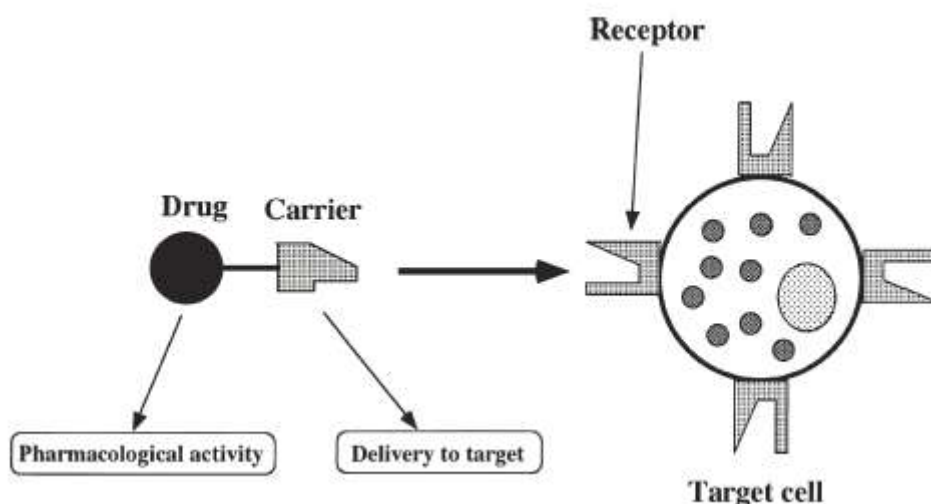 Receptor
Drug
Carrier
Pharmacological activity
Delivery to target
Target cell